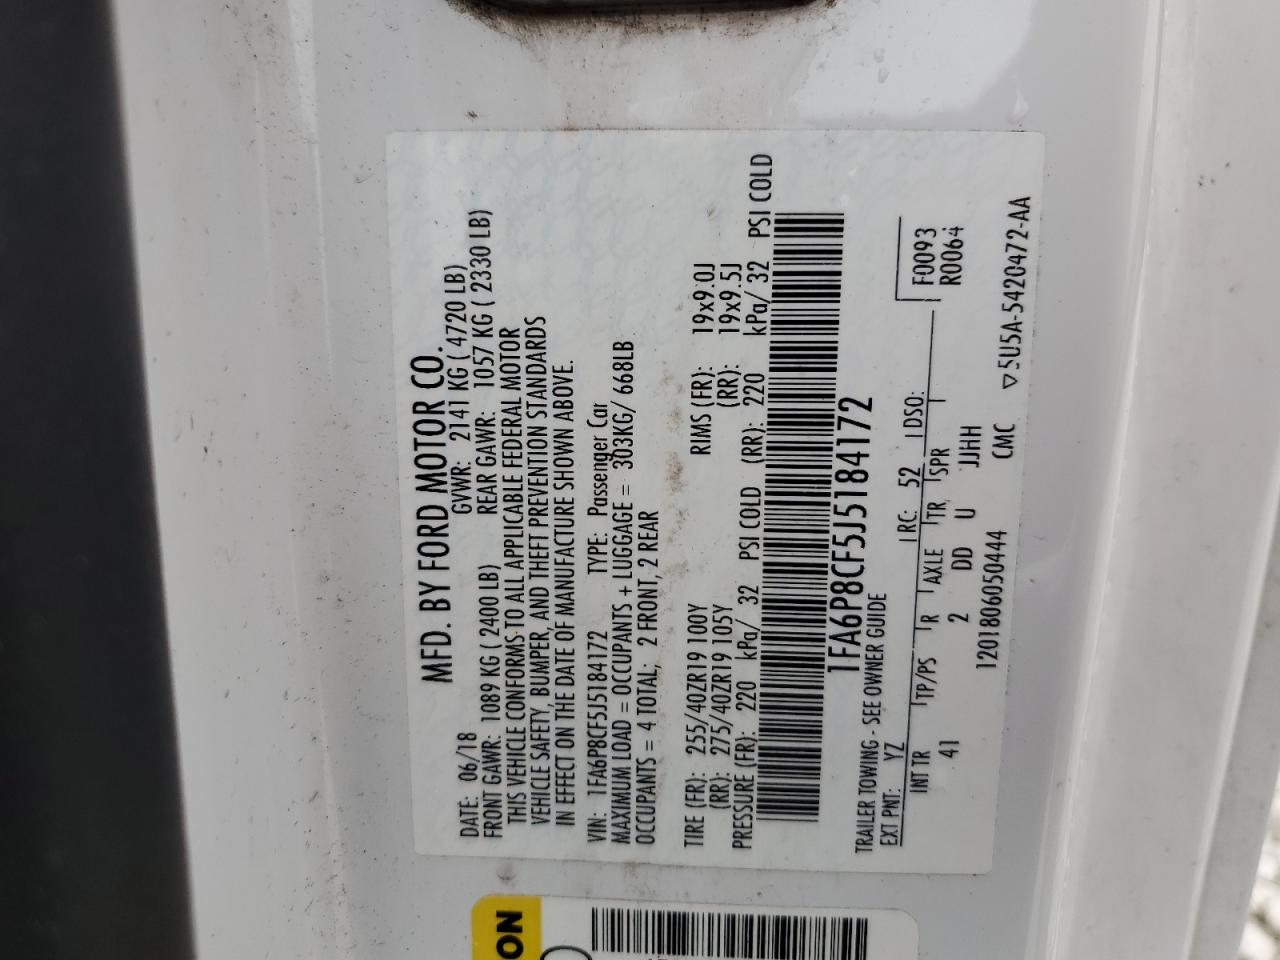 MFD. BY FORD MOTOR CO.
DATE: 06/18 GVWR: 2141 KG ( 4720 LB)
FRONT GAWR: 1089 KG ( 2400 LB) REAR GAWR: 1057 KG ( 2330 LB)
THIS VEHICLE CONFORMS TO ALL APPLICABLE FEDERAL MOTOR
VEHICLE SAFETY, BUMPER, AND THEFT PREVENTION STANDARDS
IN EFFECT ON THE DATE OF MANUFACTURE SHOWN ABOVE.
VIN: 1FA6P8CF5J5184172 TYPE: Passenger Car
MAXIMUM LOAD = OCCUPANTS + LUGGAGE = 303KG/ 668LB
OCCUPANTS = 4 TOTAL, 2 FRONT, 2 REAR
TIRE (FR): 255/40ZR19 100Y RIMS (FR): 19x9.0J
(RR): 275/40ZR19 105Y (RR): 19x9.5J
PRESSURE (FR): 220 kPa/ 32 PSI COLD (RR): 220 kPa/ 32 PSI COLD
1FA6P8CF5J5184172
TRAILER TOWING - SEE OWNER GUIDE
EXT PNT: YZ RC: 52 DSO: F0093
INT TR TP/PS R AXLE TR SPR R0064
41 2 DD U JJHH
1201806050444 CMC ▽5U5A-5420472-AA
ON